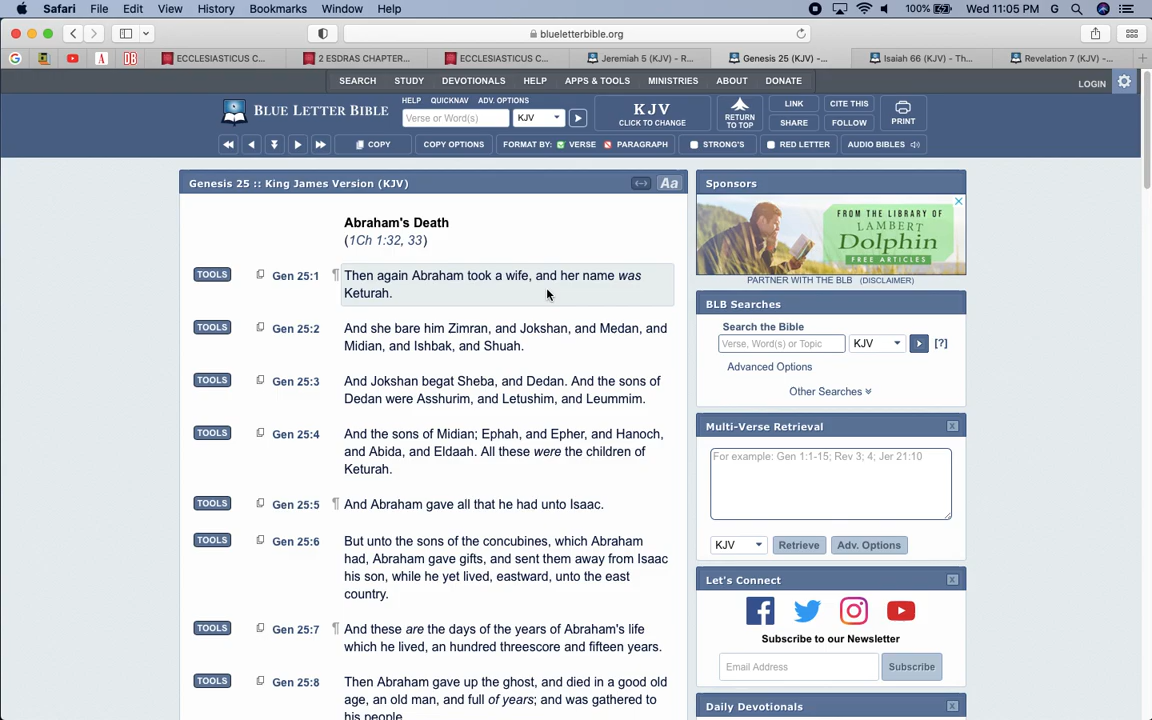 Safari File Edit View History Bookmarks Window Help 100% Wed 11:05 PM G
blueletterbible.org
G A DB ECCLESIASTICUS C... 2 ESDRAS CHAPTER... ECCLESIASTICUS C... Jeremiah 5 (KJV) - R... Genesis 25 (KJV) -... Isaiah 66 (KJV) - Th... Revelation 7 (KJV) -... +
SEARCH STUDY DEVOTIONALS HELP APPS & TOOLS MINISTRIES ABOUT DONATE LOGIN
BLUE LETTER BIBLE
HELP QUICKNAV ADV. OPTIONS
Verse or Word(s) KJV
KJV
CLICK TO CHANGE
RETURN
TO TOP
LINK CITE THIS
SHARE FOLLOW
PRINT
COPY COPY OPTIONS FORMAT BY: VERSE PARAGRAPH STRONG'S RED LETTER AUDIO BIBLES
Genesis 25 :: King James Version (KJV) Aa
Abraham's Death
(1Ch 1:32, 33)
TOOLS Gen 25:1 ¶ Then again Abraham took a wife, and her name was
Keturah.
TOOLS Gen 25:2 And she bare him Zimran, and Jokshan, and Medan, and
Midian, and Ishbak, and Shuah.
TOOLS Gen 25:3 And Jokshan begat Sheba, and Dedan. And the sons of
Dedan were Asshurim, and Letushim, and Leummim.
TOOLS Gen 25:4 And the sons of Midian; Ephah, and Epher, and Hanoch,
and Abida, and Eldaah. All these were the children of
Keturah.
TOOLS Gen 25:5 ¶ And Abraham gave all that he had unto Isaac.
TOOLS Gen 25:6 But unto the sons of the concubines, which Abraham
had, Abraham gave gifts, and sent them away from Isaac
his son, while he yet lived, eastward, unto the east
country.
TOOLS Gen 25:7 ¶ And these are the days of the years of Abraham's life
which he lived, an hundred threescore and fifteen years.
TOOLS Gen 25:8 Then Abraham gave up the ghost, and died in a good old
age, an old man, and full of years; and was gathered to
his people.
Sponsors
FROM THE LIBRARY OF
LAMBERT
Dolphin
FREE ARTICLES
PARTNER WITH THE BLB (DISCLAIMER)
BLB Searches
Search the Bible
Verse, Word(s) or Topic KJV [?]
Advanced Options
Other Searches
Multi-Verse Retrieval x
For example: Gen 1:1-15; Rev 3; 4; Jer 21:10
KJV Retrieve Adv. Options
Let's Connect x
Subscribe to our Newsletter
Email Address Subscribe
Daily Devotionals x